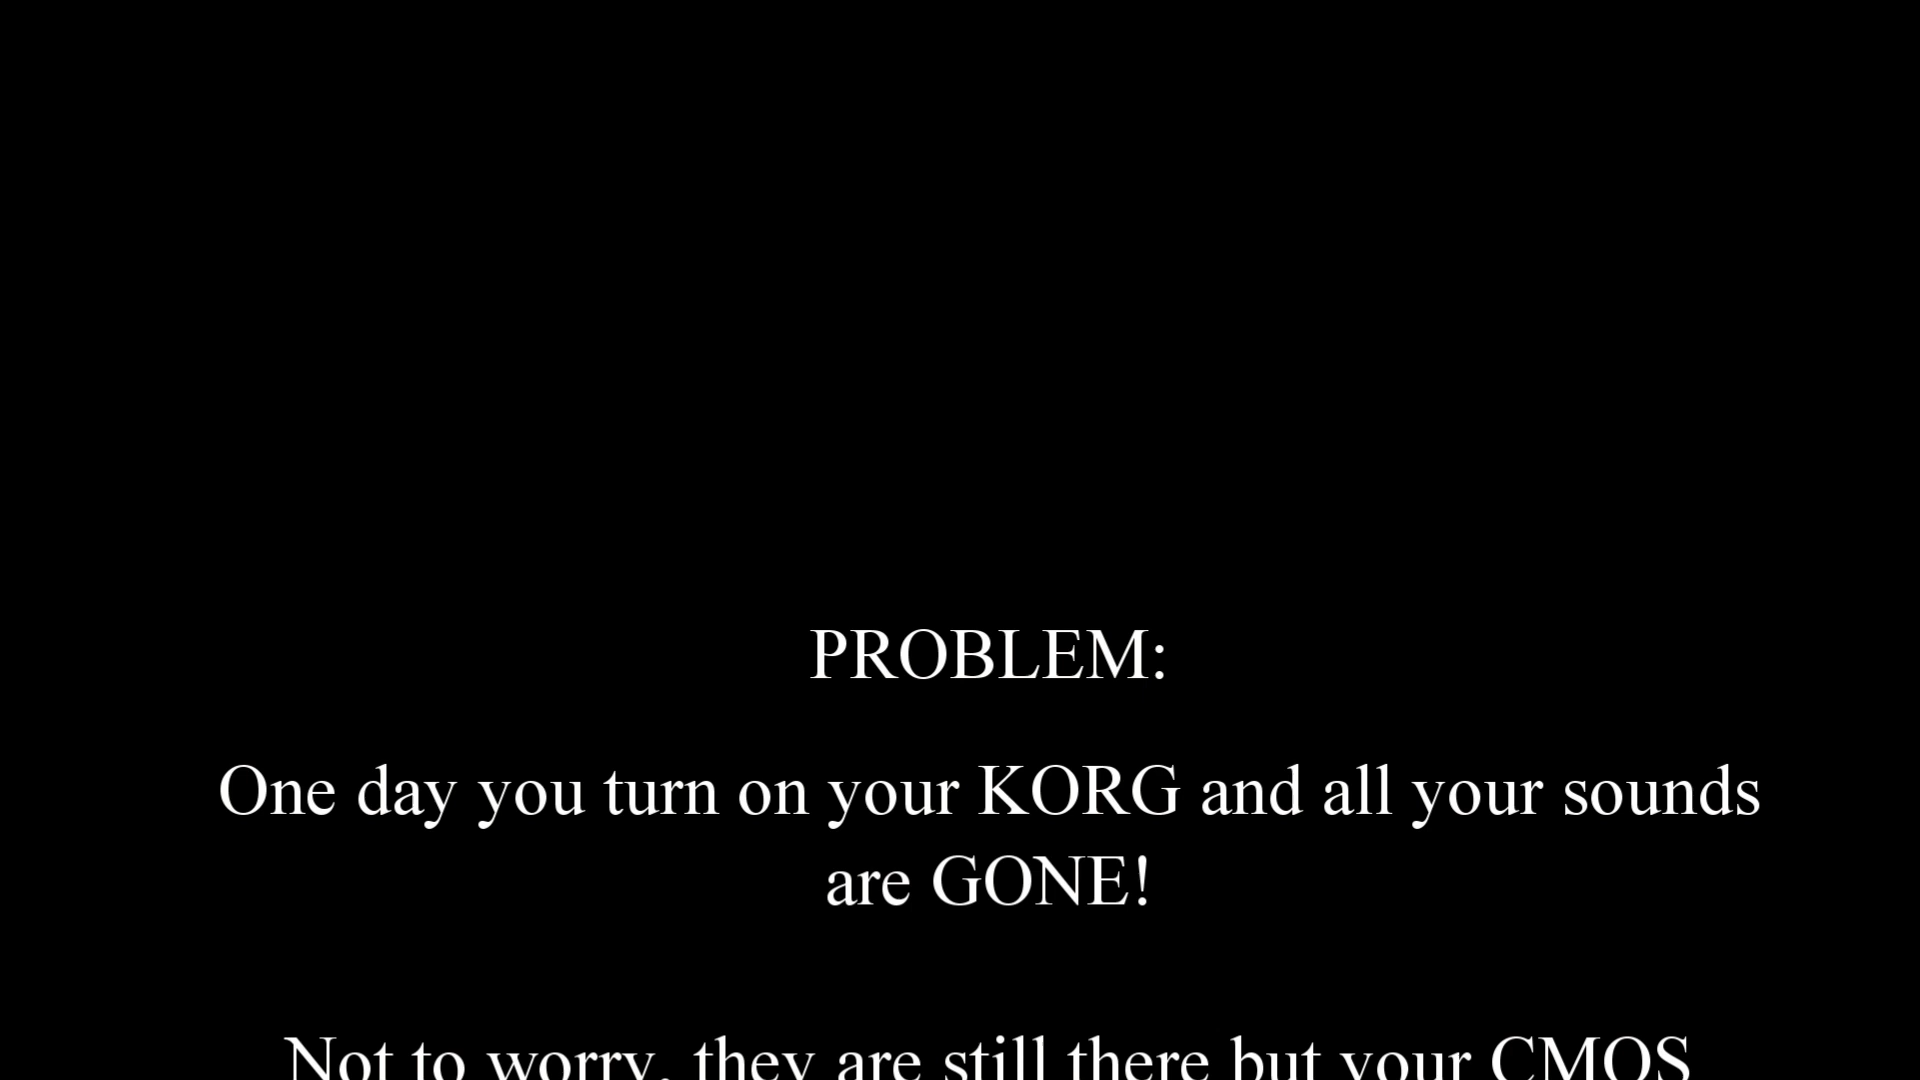 PROBLEM:
One day you turn on your KORG and all your sounds
are GONE!
Not to worry, they are still there but your CMOS